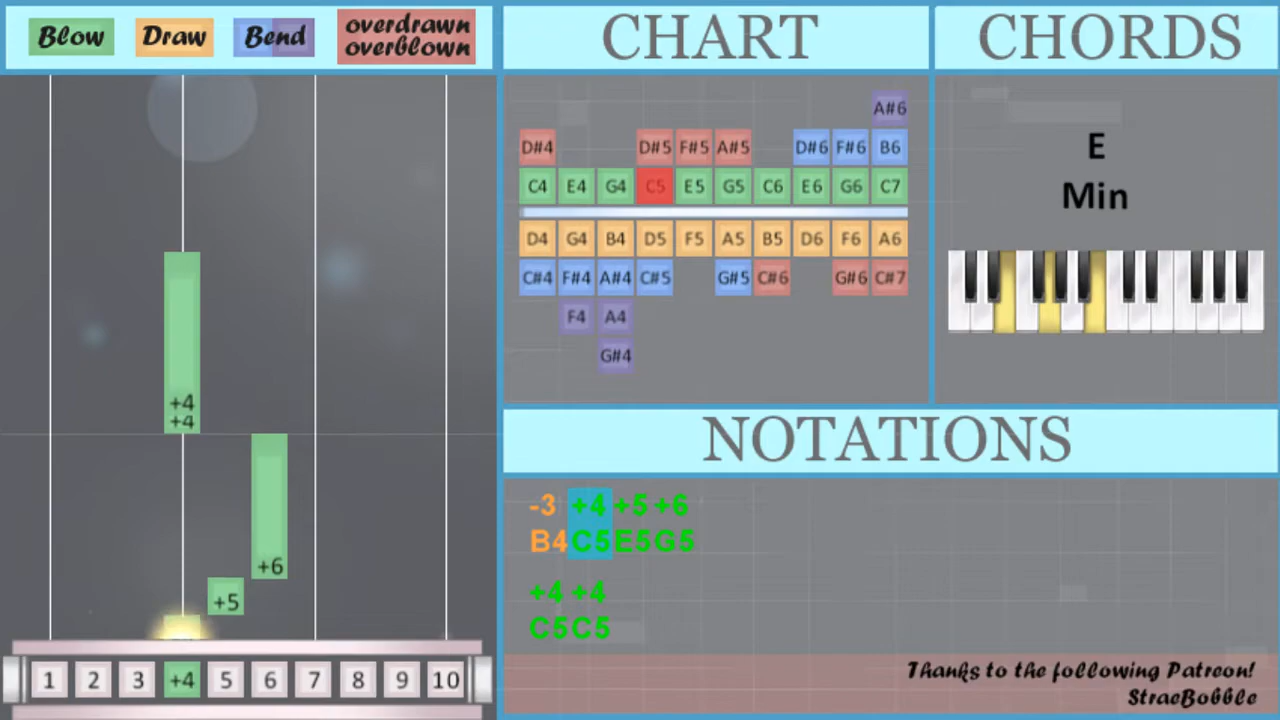 Blow Draw Bend overdrawn
overblown
CHART
CHORDS
A#6
D#4 D#5 F#5 A#5 D#6 F#6 B6
C4 E4 G4 C5 E5 G5 C6 E6 G6 C7
D4 G4 B4 D5 F5 A5 B5 D6 F6 A6
C#4 F#4 A#4 C#5 G#5 C#6 G#6 C#7
F4 A4
G#4
E
Min
+4
+4
+6
+5
1 2 3 +4 5 6 7 8 9 10
NOTATIONS
-3 +4 +5 +6
B4 C5 E5 G5
+4 +4
C5 C5
Thanks to the following Patreon!
StraeBobble